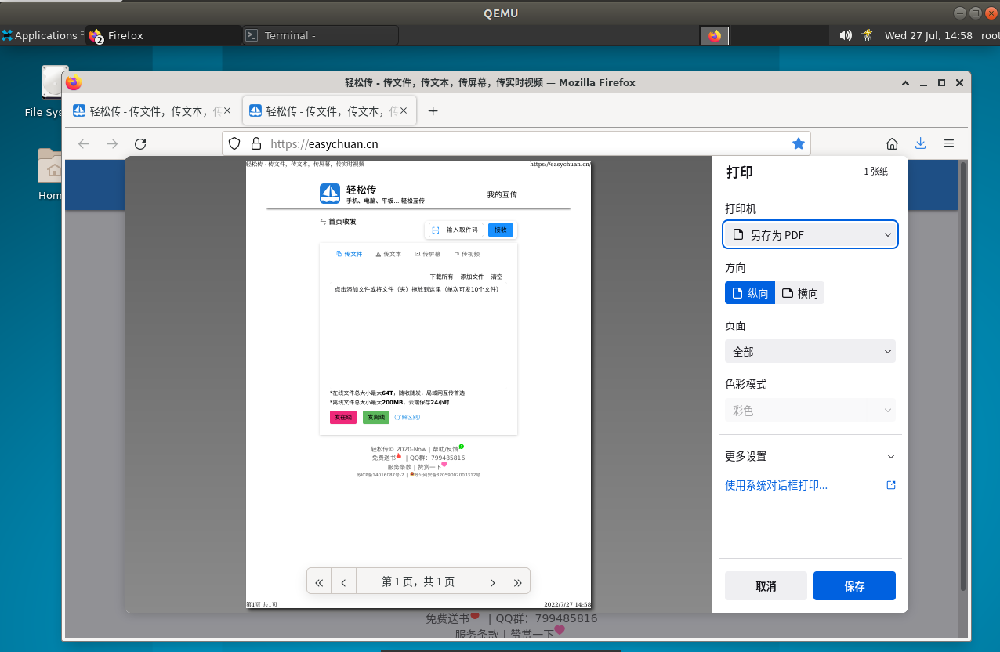 QEMU
Applications
2
Firefox
Terminal -
Wed 27 Jul, 14:58
root
File Sys
Hom
轻松传 - 传文件，传文本，传屏幕，传实时视频 — Mozilla Firefox
轻松传 - 传文件，传文本，传
轻松传 - 传文件，传文本，传
https://easychuan.cn
轻松传 - 传文件，传文本，传屏幕，传实时视频
https://easychuan.cn/
轻松传
手机、电脑、平板... 轻松互传
我的互传
首页收发
输入取件码
接收
传文件
传文本
传屏幕
传视频
下载所有 添加文件 清空
点击添加文件或将文件（夹）拖放到这里（单次可发10个文件）
*在线文件总大小最大64T，随收随发，局域网互传首选
*离线文件总大小最大200MB，云端保存24小时
发在线
发离线
(了解区别)
轻松传© 2020-Now | 帮助/反馈
免费送书 | QQ群：799485816
服务条款 | 赞赏一下
苏ICP备14016087号-2 | 苏公网安备32059002003312号
第 1 页，共 1 页
第1页 共1页
2022/7/27 14:58
打印
1 张纸
打印机
另存为 PDF
方向
纵向
横向
页面
全部
色彩模式
彩色
更多设置
使用系统对话框打印...
取消
保存
免费送书 | QQ群：799485816
服务条款 | 赞赏一下